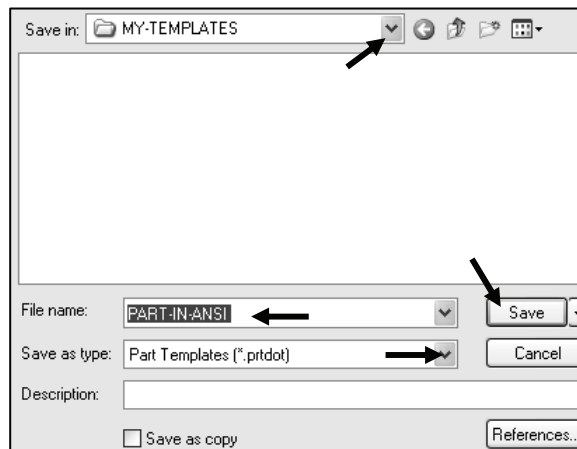 Save in: MY-TEMPLATES
File name: PART-IN-ANSI Save
Save as type: Part Templates (*.prtdot) Cancel
Description:
Save as copy References...